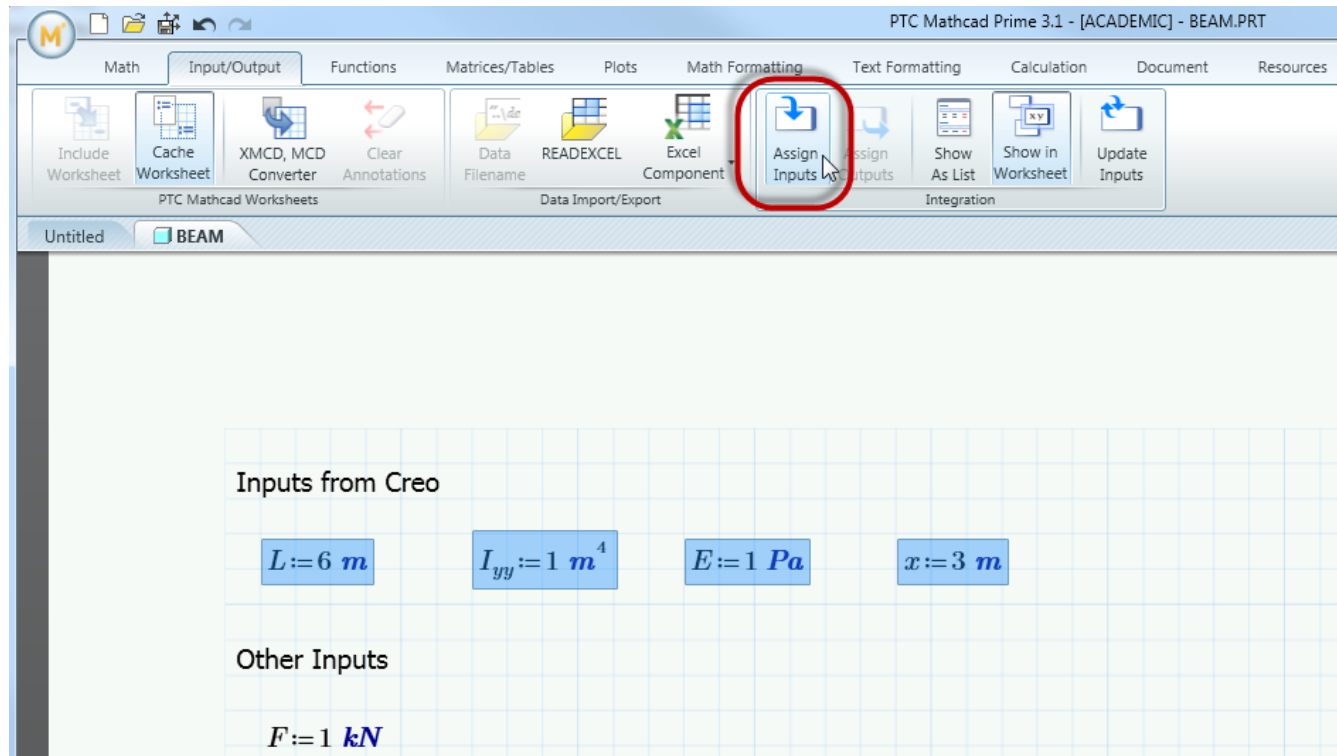 PTC Mathcad Prime 3.1 - [ACADEMIC] - BEAM.PRT
Math Input/Output Functions Matrices/Tables Plots Math Formatting Text Formatting Calculation Document Resources
Include Worksheet
Cache Worksheet
XMCD, MCD Converter
Clear Annotations
Data Filename
READEXCEL
Excel Component
Assign Inputs
Assign Outputs
Show As List
Show in Worksheet
Update Inputs
PTC Mathcad Worksheets
Data Import/Export
Integration
Untitled BEAM
Inputs from Creo
L:=6 m I_yy:=1 m^4 E:=1 Pa x:=3 m
Other Inputs
F:=1 kN